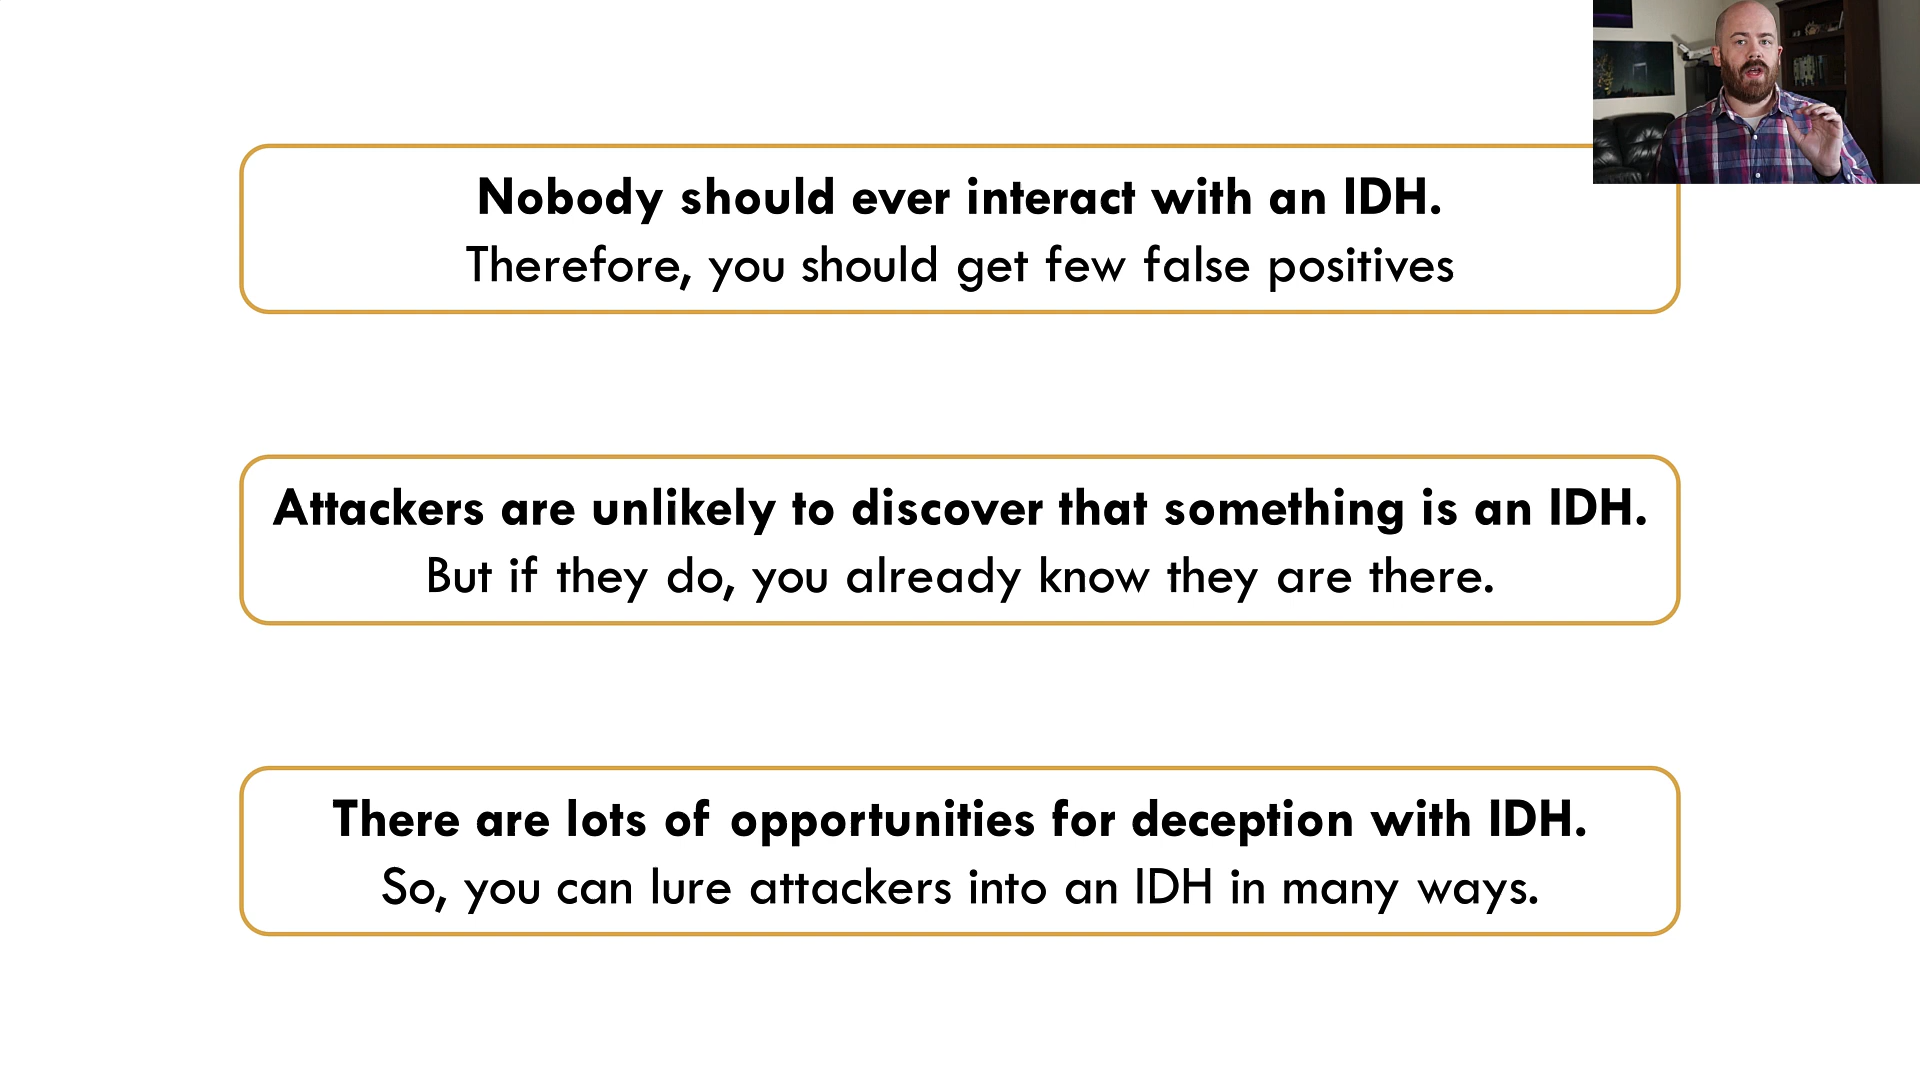 Nobody should ever interact with an IDH.
Therefore, you should get few false positives
Attackers are unlikely to discover that something is an IDH.
But if they do, you already know they are there.
There are lots of opportunities for deception with IDH.
So, you can lure attackers into an IDH in many ways.